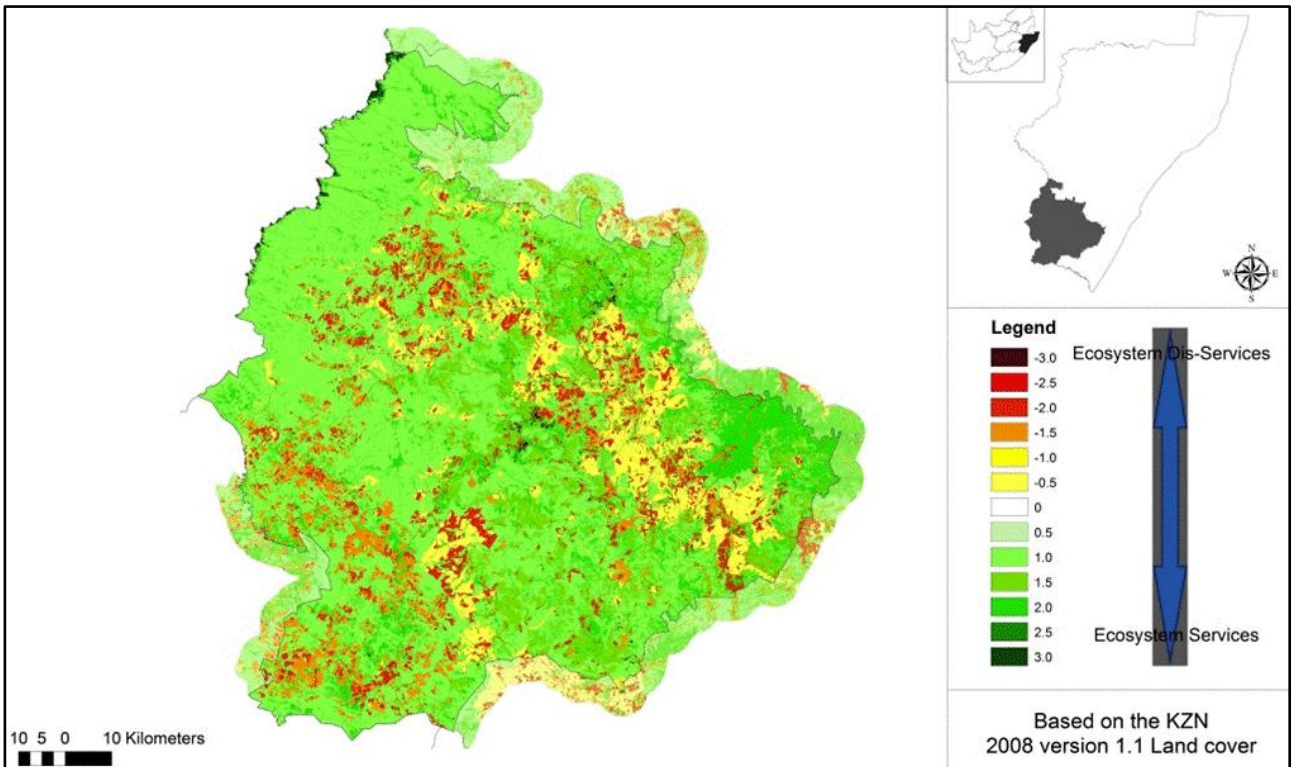 N
W E
S
Legend
-3.0
-2.5
-2.0
-1.5
-1.0
-0.5
0
0.5
1.0
1.5
2.0
2.5
3.0
Ecosystem Dis-Services
Ecosystem Services
10 5 0 10 Kilometers
Based on the KZN
2008 version 1.1 Land cover